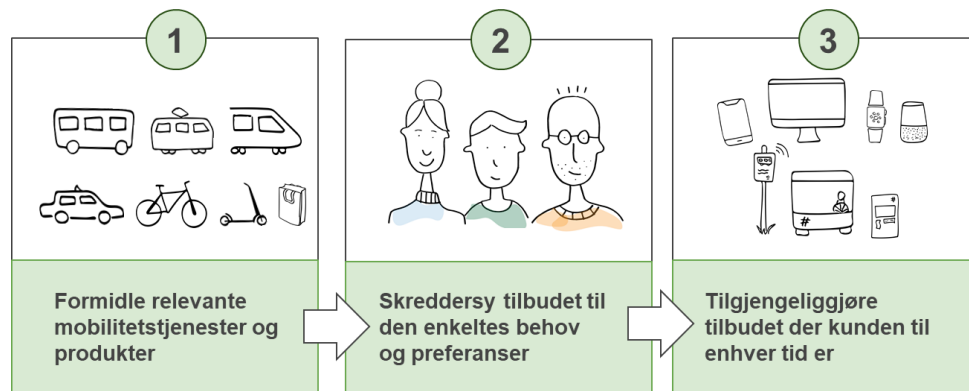 1
2
3
#
Formidle relevante
mobilitetstjenester og
produkter
Skreddersy tilbudet til
den enkeltes behov
og preferanser
Tilgjengeliggjøre
tilbudet der kunden til
enhver tid er